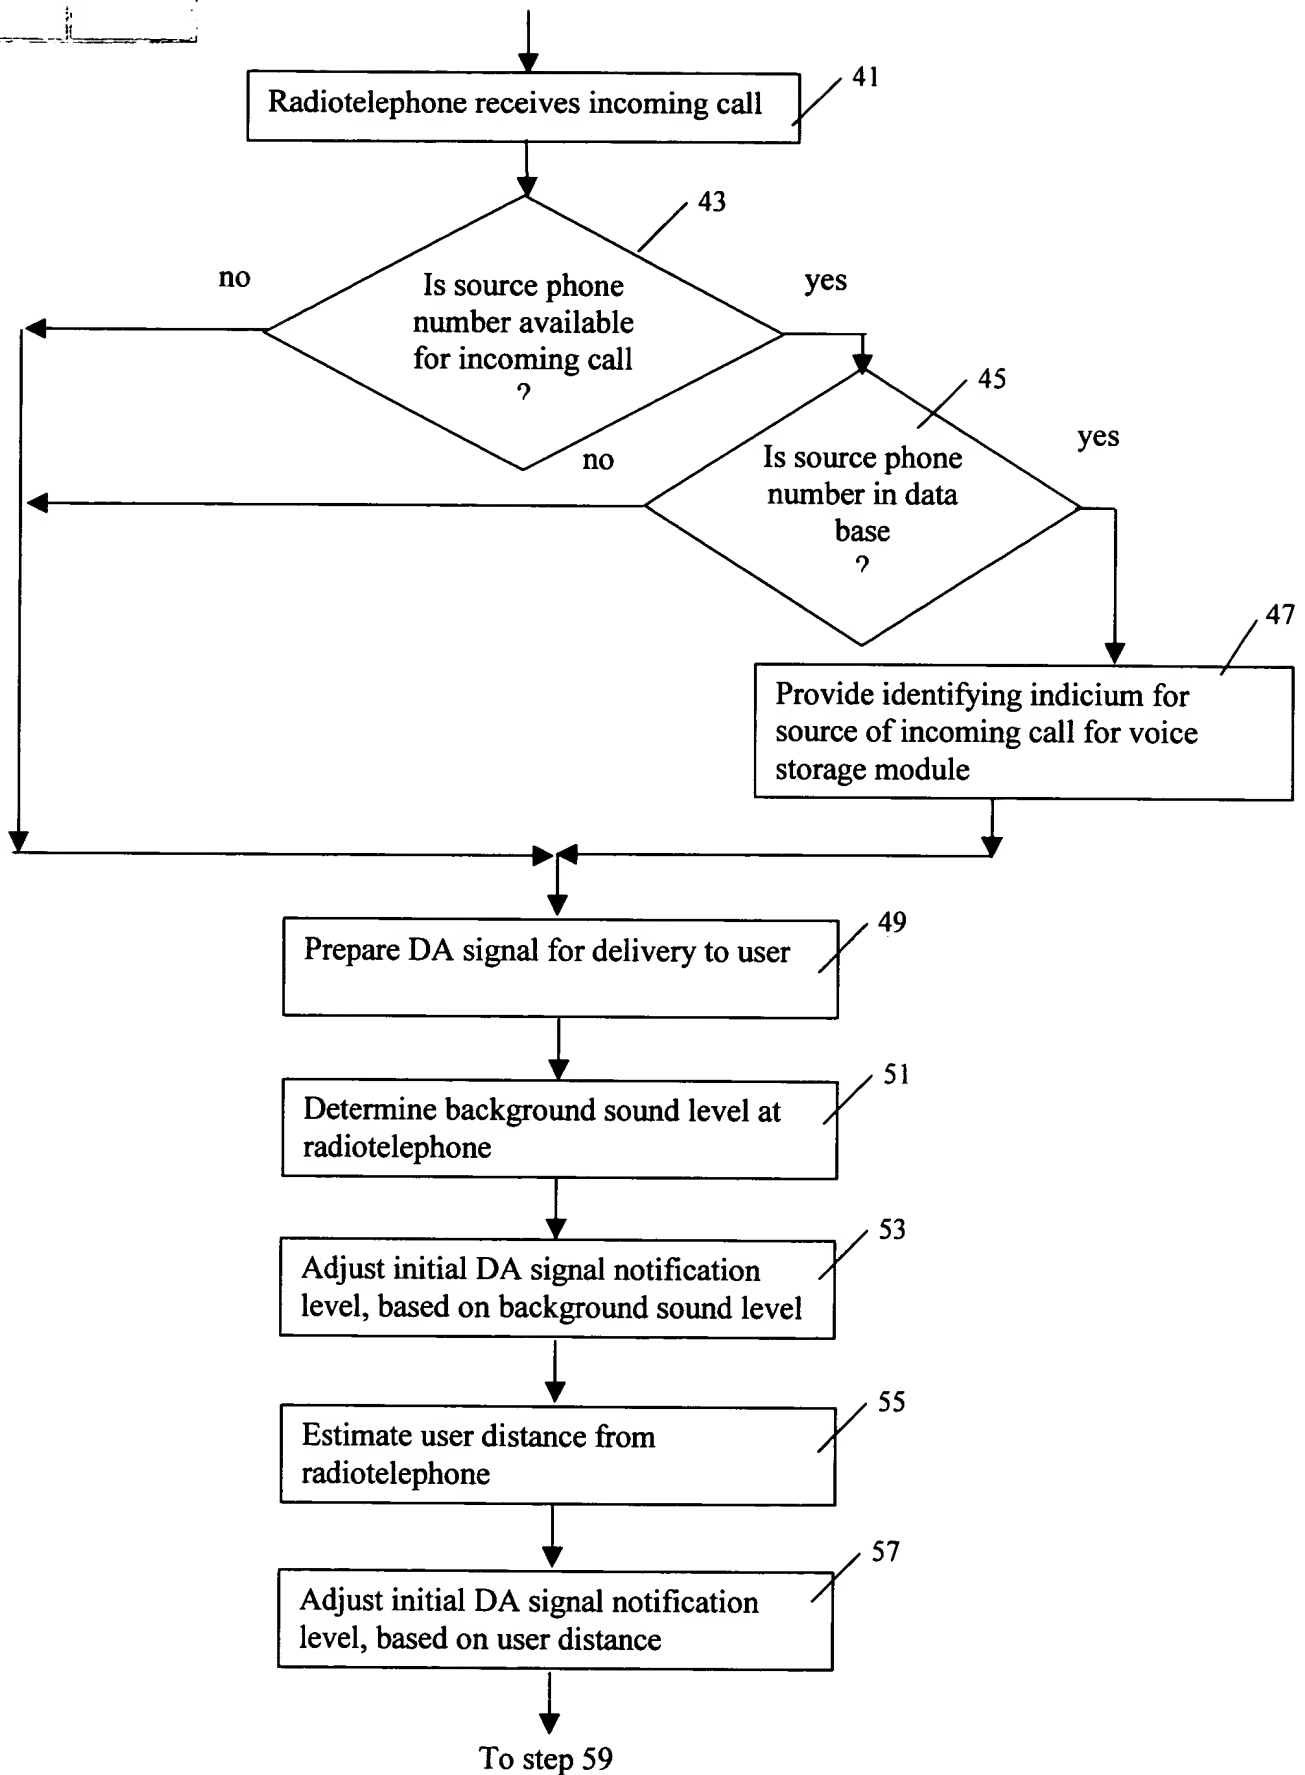 41
Radiotelephone receives incoming call
43
no
yes
Is source phone
number available
for incoming call
?
45
yes
no
Is source phone
number in data
base
?
47
Provide identifying indicium for
source of incoming call for voice
storage module
49
Prepare DA signal for delivery to user
51
Determine background sound level at
radiotelephone
53
Adjust initial DA signal notification
level, based on background sound level
55
Estimate user distance from
radiotelephone
57
Adjust initial DA signal notification
level, based on user distance
To step 59